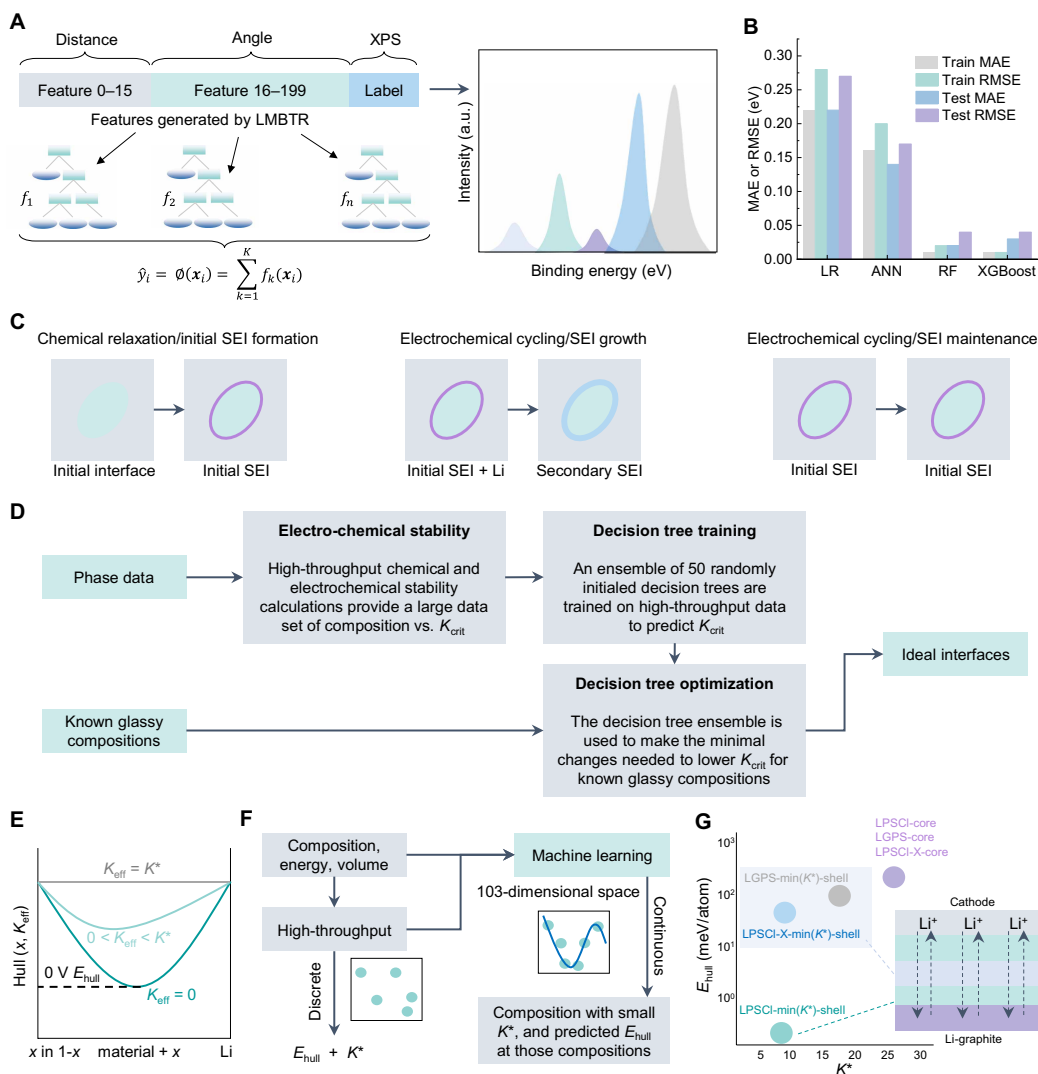 A
Distance
Angle
XPS
Feature 0–15
Feature 16–199
Label
Features generated by LMBTR
f1
f2
fn
ŷi = ∅(xi) = ∑ fk(xi)
K
k=1
Intensity (a.u.)
Binding energy (eV)
B
MAE or RMSE (eV)
0.30
0.25
0.20
0.15
0.10
0.05
0.00
Train MAE
Train RMSE
Test MAE
Test RMSE
LR
ANN
RF
XGBoost
C
Chemical relaxation/initial SEI formation
Initial interface
Initial SEI
Electrochemical cycling/SEI growth
Initial SEI + Li
Secondary SEI
Electrochemical cycling/SEI maintenance
Initial SEI
Initial SEI
D
Phase data
Electro-chemical stability
High-throughput chemical and
electrochemical stability
calculations provide a large data
set of composition vs. Kcrit
Decision tree training
An ensemble of 50 randomly
initialed decision trees are
trained on high-throughput data
to predict Kcrit
Ideal interfaces
Known glassy
compositions
Decision tree optimization
The decision tree ensemble is
used to make the minimal
changes needed to lower Kcrit for
known glassy compositions
E
Hull (x, Keff)
Keff = K*
0 < Keff < K*
0 V Ehull
Keff = 0
x in 1-x
material + x
Li
F
Composition,
energy, volume
High-throughput
Discrete
Ehull + K*
Machine learning
103-dimensional space
Continuous
Composition with small
K*, and predicted Ehull
at those compositions
G
Ehull (meV/atom)
10³
10²
10¹
10⁰
5
10
15
20
25
30
K*
LPSCl-core
LGPS-core
LPSCl-X-core
LGPS-min(K*)-shell
LPSCl-X-min(K*)-shell
LPSCl-min(K*)-shell
Cathode
Li⁺
Li⁺
Li⁺
Li-graphite